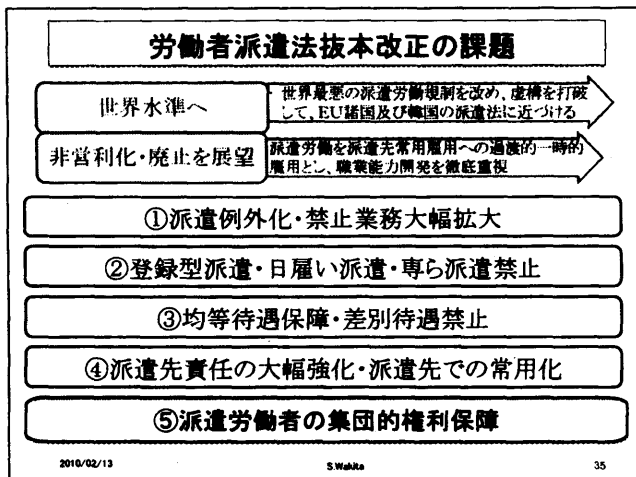 労働者派遣法抜本改正の課題
世界水準へ
世界最悪の派遣労働規制を改め、虚構を打破
して、EU諸国及び韓国の派遣法に近づける
非営利化・廃止を展望
派遣労働を派遣先常用雇用への過渡的一時的
雇用とし、職業能力開発を徹底重視
①派遣例外化・禁止業務大幅拡大
②登録型派遣・日雇い派遣・専ら派遣禁止
③均等待遇保障・差別待遇禁止
④派遣先責任の大幅強化・派遣先での常用化
⑤派遣労働者の集団的権利保障
2010/02/13
S.Wakita
35